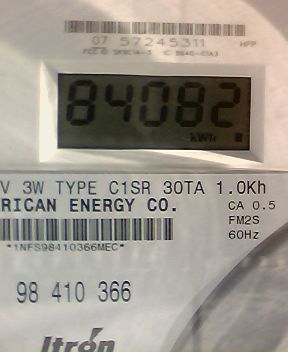 07 57245311 HPP
84082
kWh
V 3W TYPE C1SR 30TA 1.0Kh
RICAN ENERGY CO. CA 0.5
FM2S
*1NFS98410366MEC* 60Hz
98 410 366
Itron